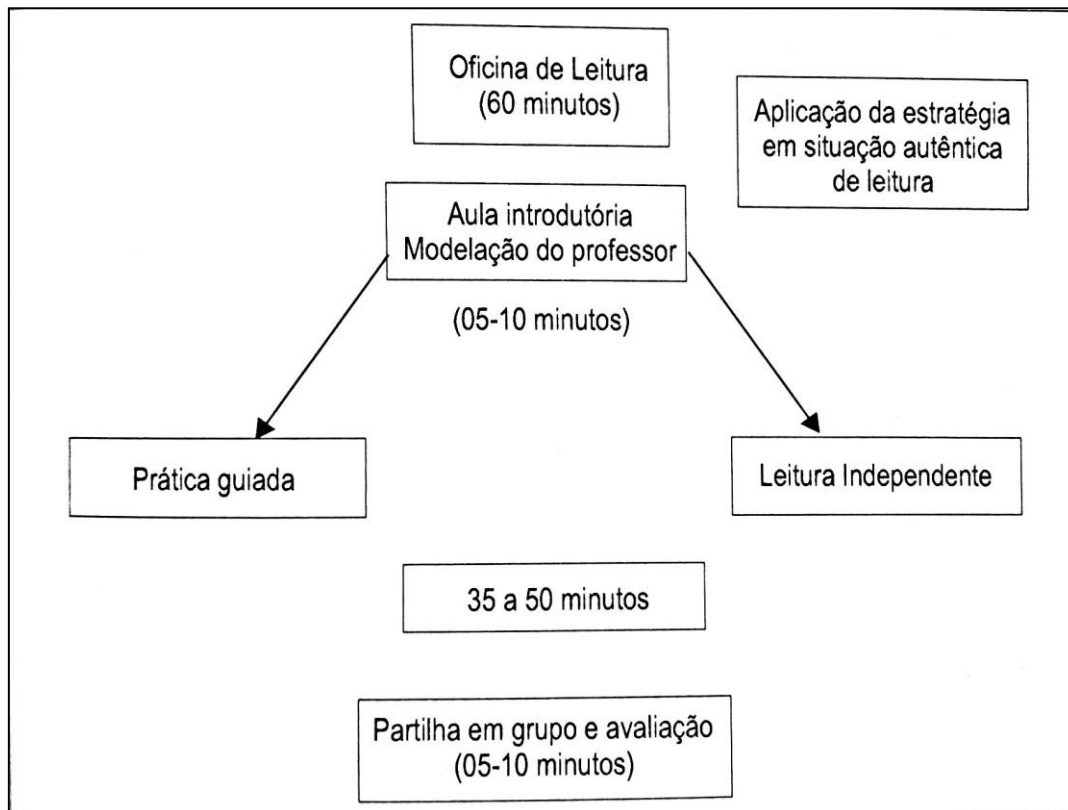 Oficina de Leitura
(60 minutos)
Aplicação da estratégia
em situação autêntica
de leitura
Aula introdutória
Modelação do professor
(05-10 minutos)
Prática guiada
Leitura Independente
35 a 50 minutos
Partilha em grupo e avaliação
(05-10 minutos)